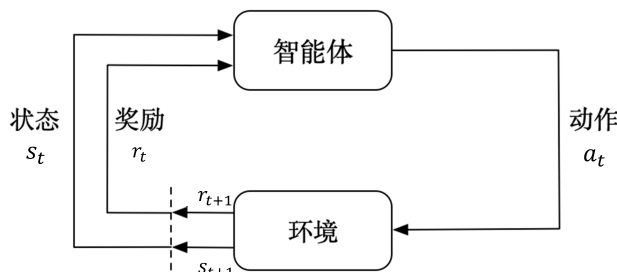 智能体
状态
s_t
奖励
r_t
动作
a_t
r_{t+1}
环境
s_{t+1}